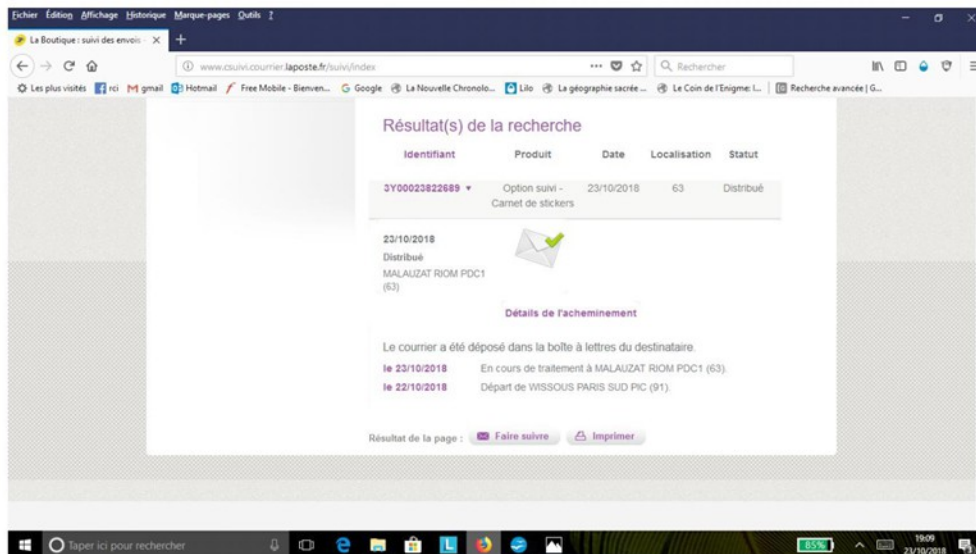 Fichier Édition Affichage Historique Marque-pages Outils ?
La Boutique : suivi des envois -
www.csuivi.courrier.laposte.fr/suivi/index
Rechercher
Les plus visités rci gmail Hotmail Free Mobile - Bienven... Google La Nouvelle Chronolo... Lilo La géographie sacrée ... Le Coin de l'Enigme: I... Recherche avancée | G...
Résultat(s) de la recherche
Identifiant Produit Date Localisation Statut
3Y00023822689 Option suivi - 23/10/2018 63 Distribué
Carnet de stickers
23/10/2018
Distribué
MALAUZAT RIOM PDC1
(63)
Détails de l'acheminement
Le courrier a été déposé dans la boîte à lettres du destinataire.
le 23/10/2018 En cours de traitement à MALAUZAT RIOM PDC1 (63).
le 22/10/2018 Départ de WISSOUS PARIS SUD PIC (91).
Résultat de la page : Faire suivre Imprimer
Taper ici pour rechercher
85%
19:09
23/10/2018